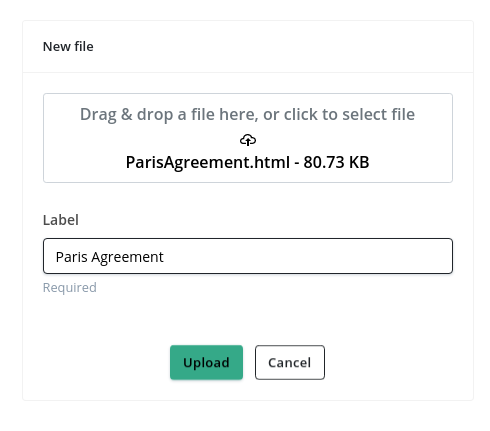 New file
Drag & drop a file here, or click to select file
ParisAgreement.html - 80.73 KB
Label
Paris Agreement
Required
Upload
Cancel